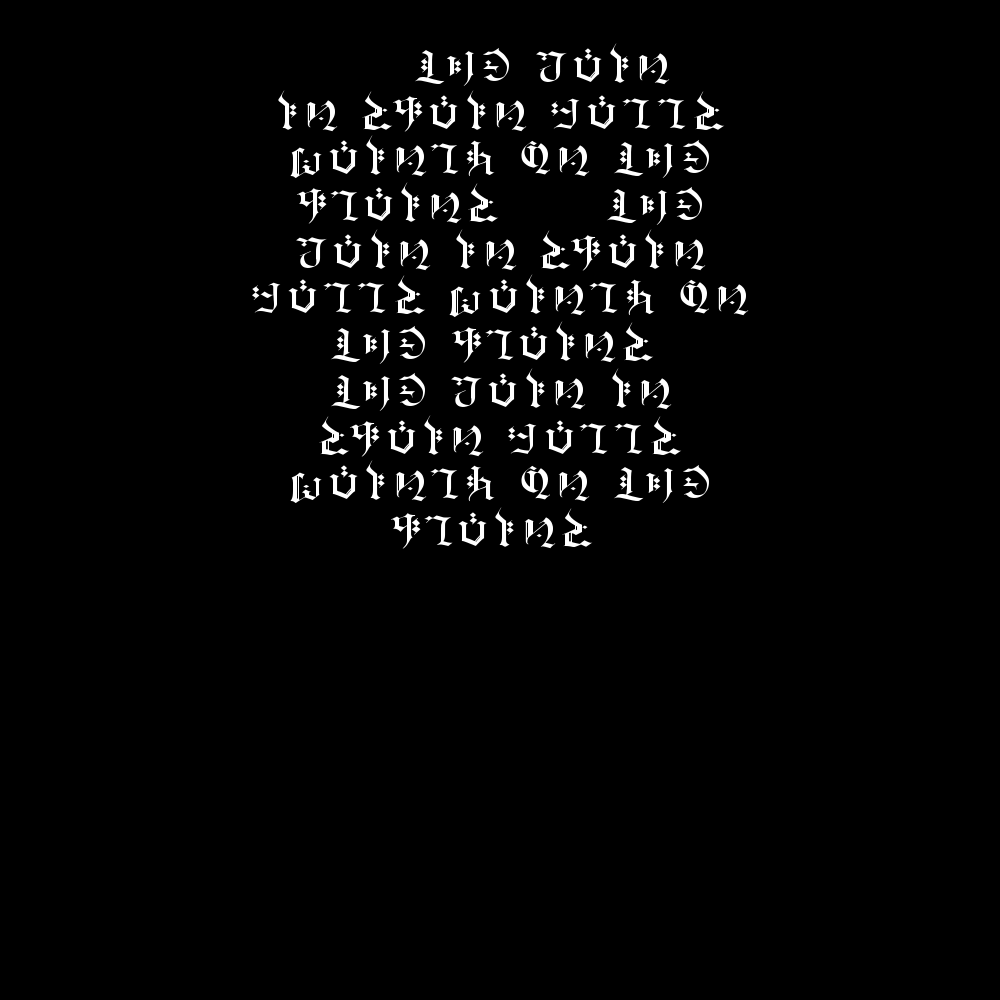 THE RAIN
IN SPAIN FALLS
MAINLY ON THE
PLAINS THE
RAIN IN SPAIN
FALLS MAINLY ON
THE PLAINS
THE RAIN IN
SPAIN FALLS
MAINLY ON THE
PLAINS